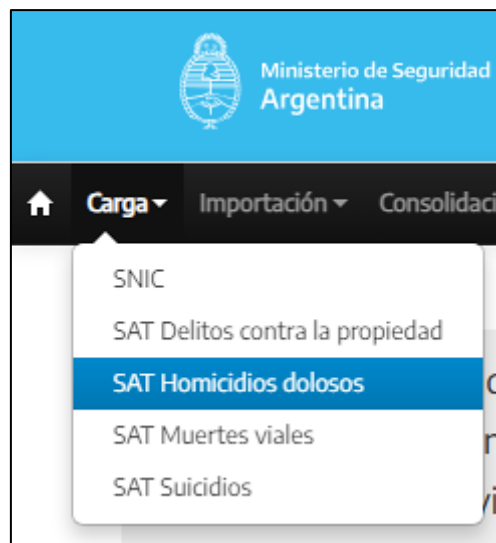 Ministerio de Seguridad
Argentina
Carga Importación Consolidaci
SNIC
SAT Delitos contra la propiedad
SAT Homicidios dolosos
SAT Muertes viales
SAT Suicidios